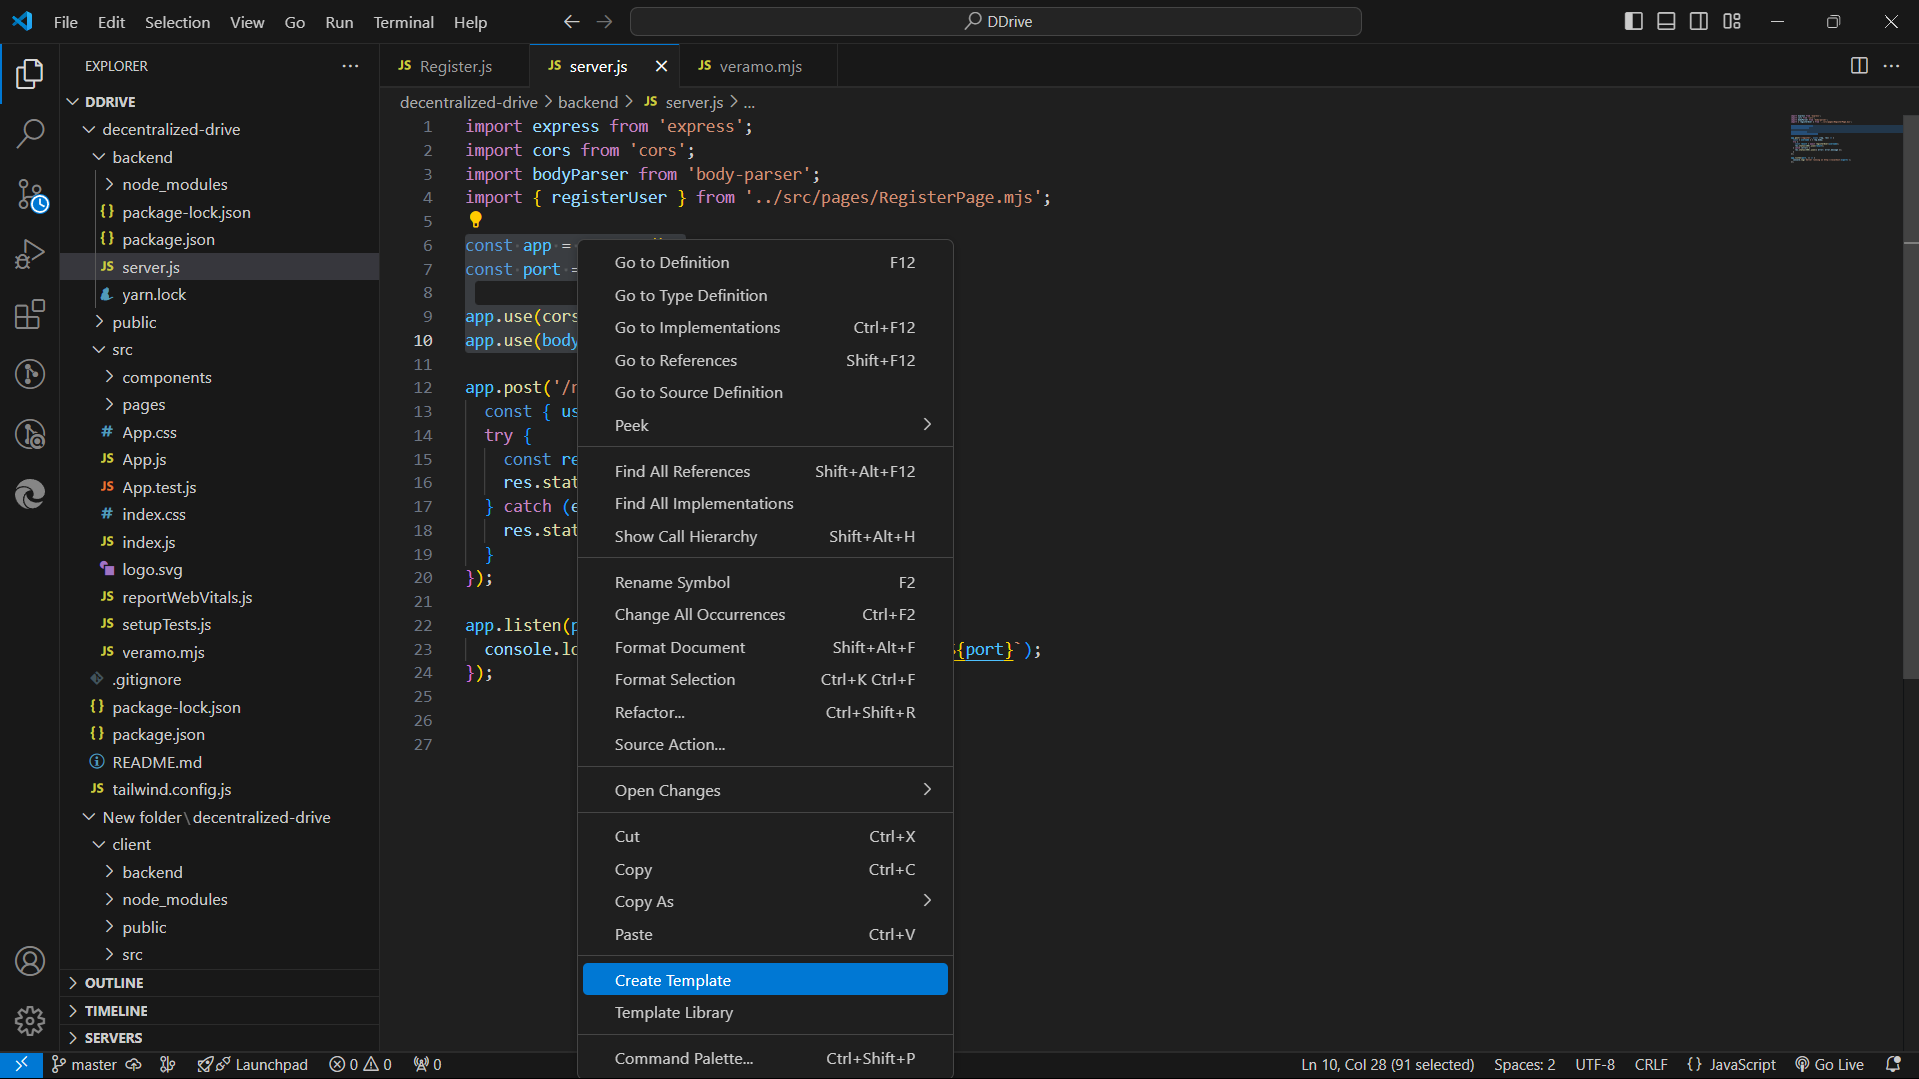 File Edit Selection View Go Run Terminal Help
DDrive
EXPLORER
DDRIVE
decentralized-drive
backend
node_modules
package-lock.json
package.json
server.js
yarn.lock
public
src
components
pages
App.css
App.js
App.test.js
index.css
index.js
logo.svg
reportWebVitals.js
setupTests.js
veramo.mjs
.gitignore
package-lock.json
package.json
README.md
tailwind.config.js
New folder\decentralized-drive
client
backend
node_modules
public
src
OUTLINE
TIMELINE
SERVERS
JS Register.js JS server.js JS veramo.mjs
decentralized-drive > backend > JS server.js > ...
1 import express from 'express';
2 import cors from 'cors';
3 import bodyParser from 'body-parser';
4 import { registerUser } from '../src/pages/RegisterPage.mjs';
5
6 const app =
7 const port =
8
9 app.use(cors
10 app.use(body
11
12 app.post('/r
13 const { us
14 try {
15 const re
16 res.stat
17 } catch (e
18 res.stat
19 }
20 });
21
22 app.listen(p
23 console.lo ${port}`);
24 });
25
26
27
Go to Definition F12
Go to Type Definition
Go to Implementations Ctrl+F12
Go to References Shift+F12
Go to Source Definition
Peek
Find All References Shift+Alt+F12
Find All Implementations
Show Call Hierarchy Shift+Alt+H
Rename Symbol F2
Change All Occurrences Ctrl+F2
Format Document Shift+Alt+F
Format Selection Ctrl+K Ctrl+F
Refactor... Ctrl+Shift+R
Source Action...
Open Changes
Cut Ctrl+X
Copy Ctrl+C
Copy As
Paste Ctrl+V
Create Template
Template Library
Command Palette... Ctrl+Shift+P
master Launchpad 0 0 0 Ln 10, Col 28 (91 selected) Spaces: 2 UTF-8 CRLF {} JavaScript Go Live